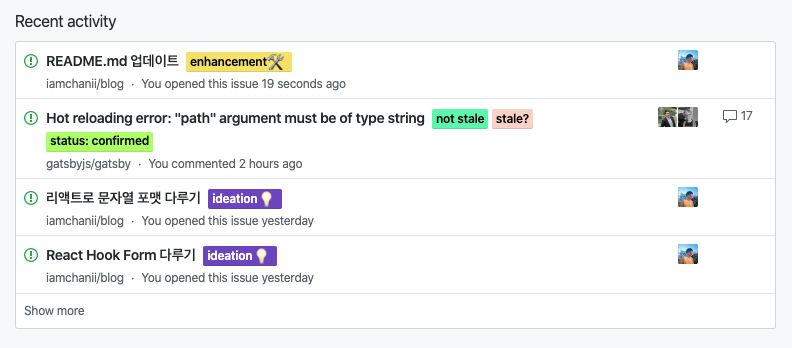 Recent activity
README.md 업데이트 enhancement🛠
iamchanii/blog · You opened this issue 19 seconds ago
Hot reloading error: "path" argument must be of type string not stale stale?
17
status: confirmed
gatsbyjs/gatsby · You commented 2 hours ago
리액트로 문자열 포맷 다루기 ideation💡
iamchanii/blog · You opened this issue yesterday
React Hook Form 다루기 ideation💡
iamchanii/blog · You opened this issue yesterday
Show more